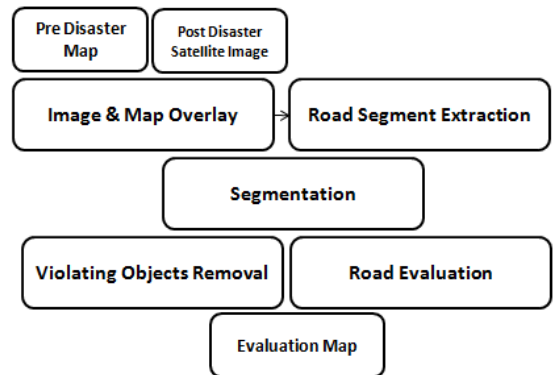 Pre Disaster
Map
Post Disaster
Satellite Image
Image & Map Overlay
Road Segment Extraction
Segmentation
Violating Objects Removal
Road Evaluation
Evaluation Map